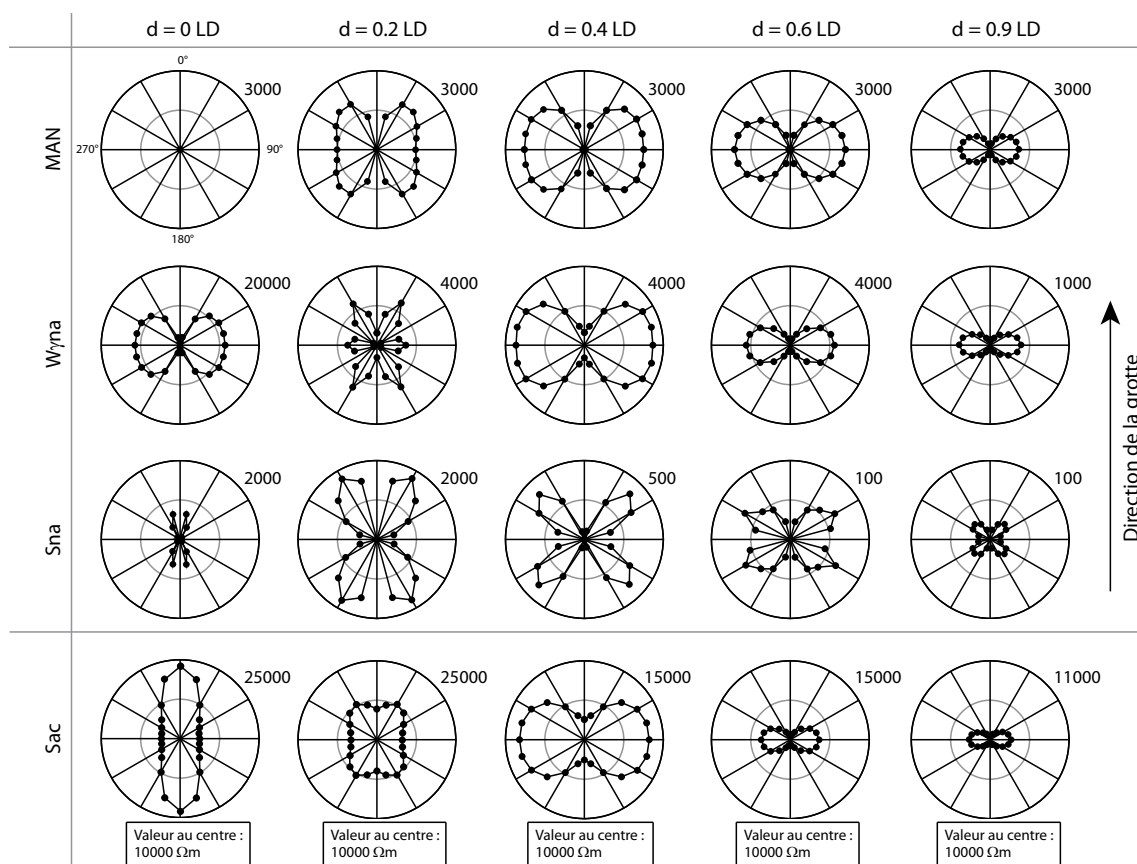 d = 0 LD
d = 0.2 LD
d = 0.4 LD
d = 0.6 LD
d = 0.9 LD
MAN
0°
270°
90°
180°
3000
3000
3000
3000
3000
Wγna
20000
4000
4000
4000
1000
Sna
2000
2000
500
100
100
Direction de la grotte
Sac
25000
25000
15000
15000
11000
Valeur au centre :
10000 Ωm
Valeur au centre :
10000 Ωm
Valeur au centre :
10000 Ωm
Valeur au centre :
10000 Ωm
Valeur au centre :
10000 Ωm